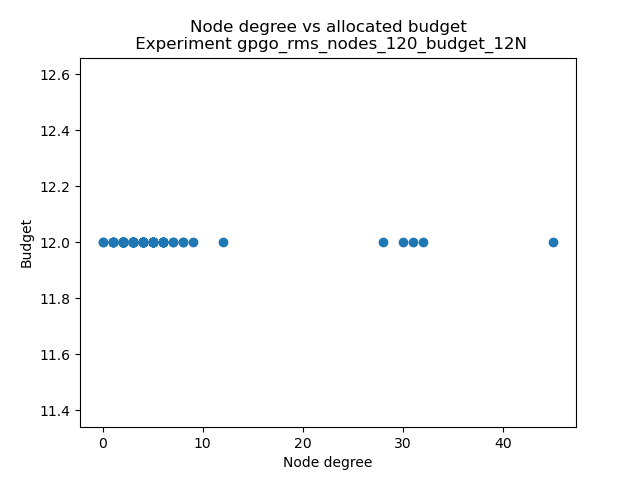 Node degree vs allocated budget
Experiment gpgo_rms_nodes_120_budget_12N
12.6
12.4
12.2
12.0
11.8
11.6
11.4
Budget
0 10 20 30 40
Node degree